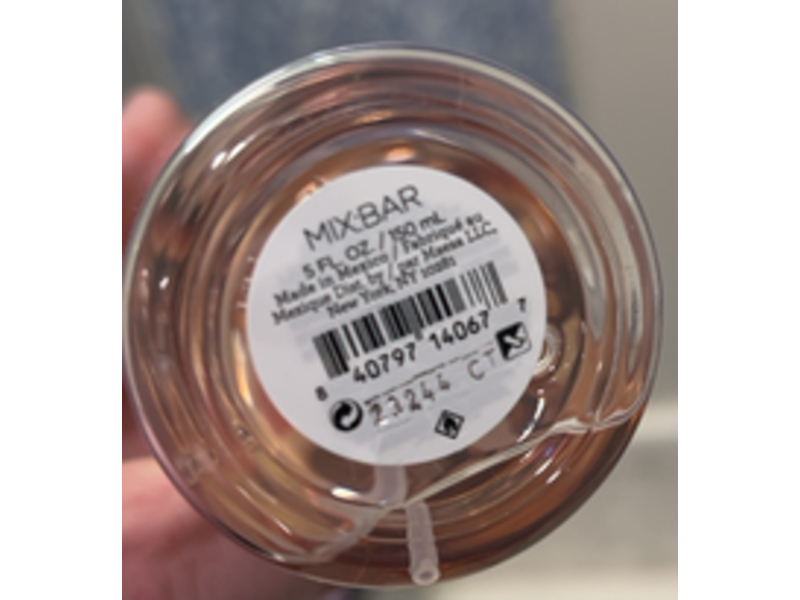 MIX:BAR
5 FL. OZ. / 150 mL
Made in Mexico / Fabriqué au
Mexique Dist. by / par Maesa LLC,
New York, NY 10281
8 40797 14067 7
23244 CT